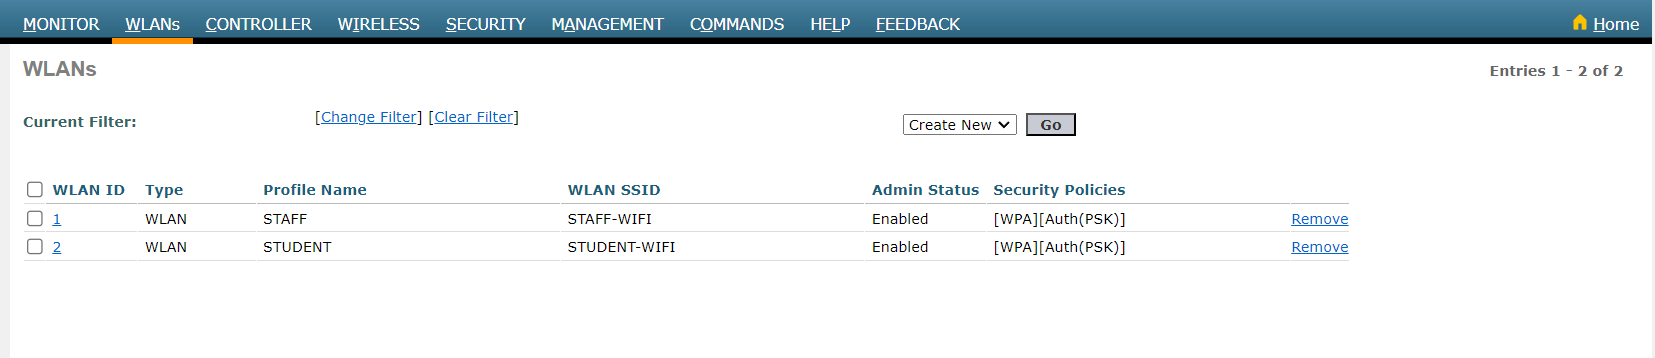 MONITOR WLANs CONTROLLER WIRELESS SECURITY MANAGEMENT COMMANDS HELP FEEDBACK Home
WLANs Entries 1 - 2 of 2
Current Filter: [Change Filter] [Clear Filter] Create New Go
WLAN ID Type Profile Name WLAN SSID Admin Status Security Policies
1 WLAN STAFF STAFF-WIFI Enabled [WPA][Auth(PSK)] Remove
2 WLAN STUDENT STUDENT-WIFI Enabled [WPA][Auth(PSK)] Remove